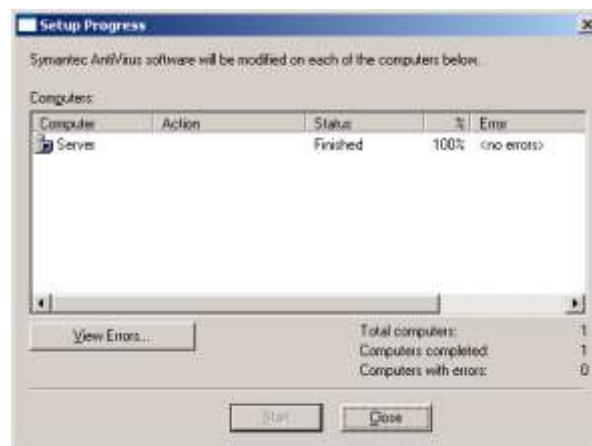 Setup Progress
Symantec AntiVirus software will be modified on each of the computers below.
Computers:
Computer Action Status % Error
Server Finished 100% <no errors>
View Errors...
Total computers: 1
Computers completed: 1
Computers with errors: 0
Start Close